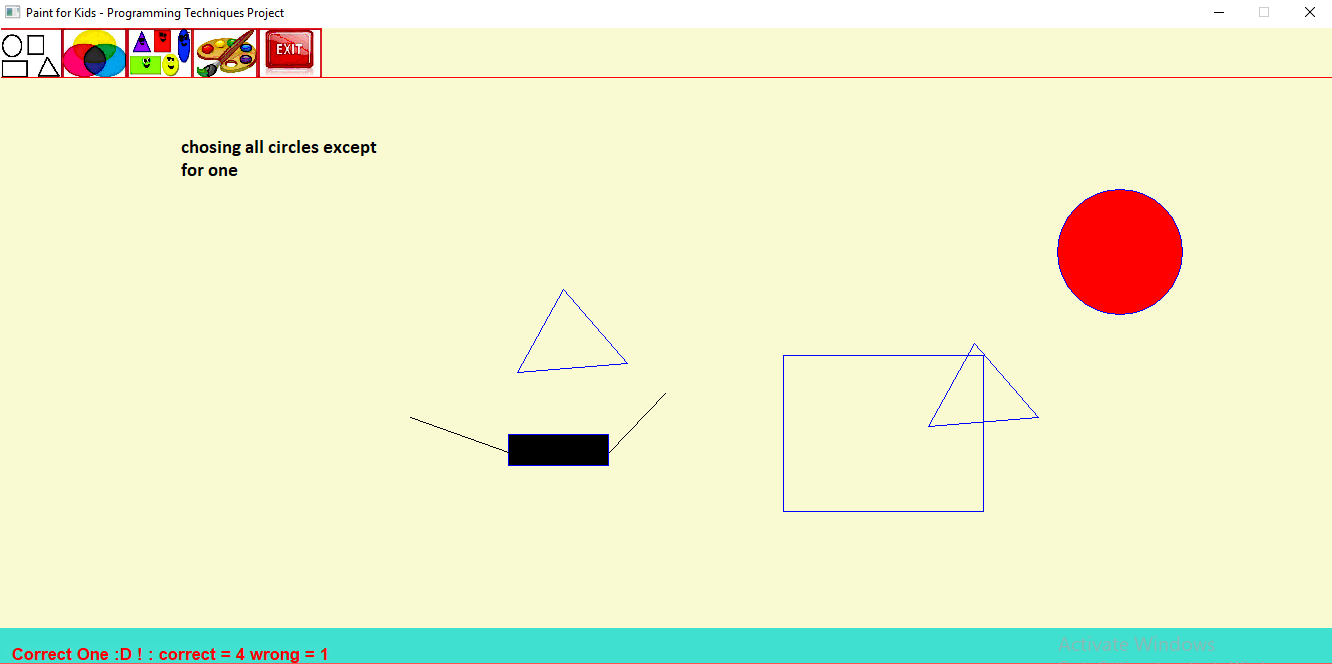 Paint for Kids - Programming Techniques Project
EXIT
chosing all circles except
for one
Correct One :D ! : correct = 4 wrong = 1
Activate Windows